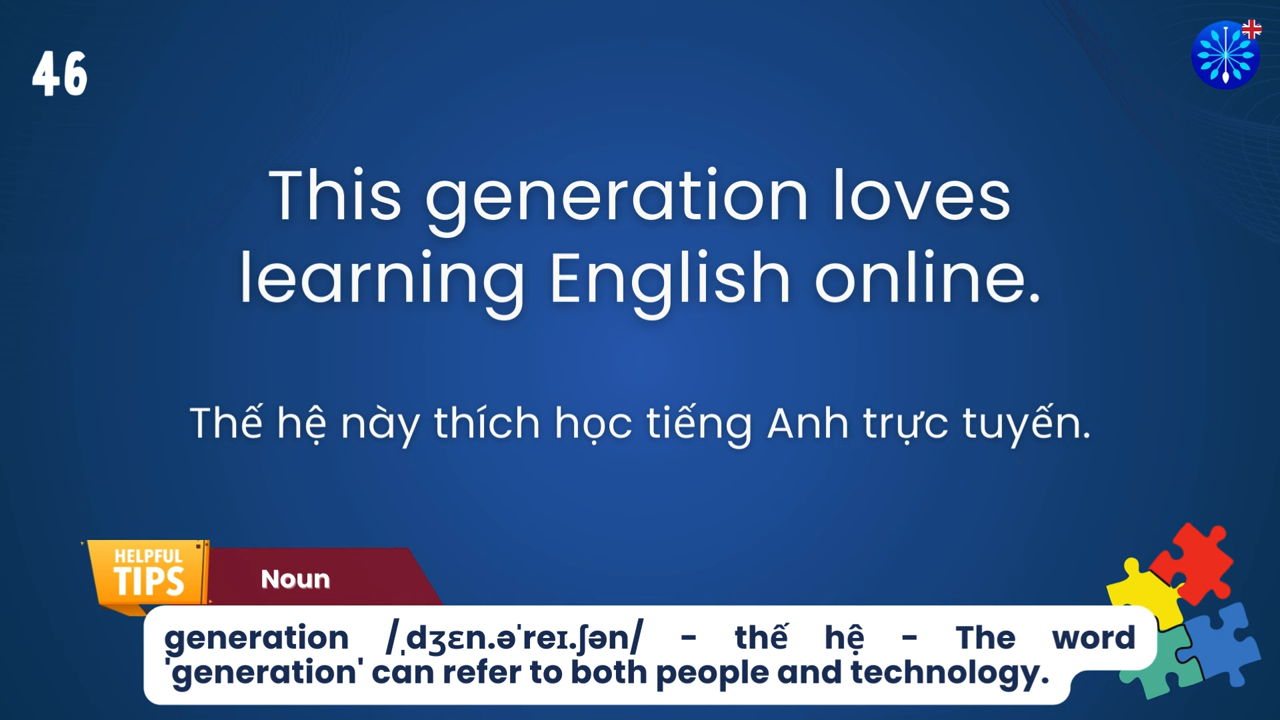 46
This generation loves
learning English online.
Thế hệ này thích học tiếng Anh trực tuyến.
HELPFUL
TIPS
Noun
generation /ˌdʒɛn.əˈreɪ.ʃən/ - thế hệ - The word
'generation' can refer to both people and technology.